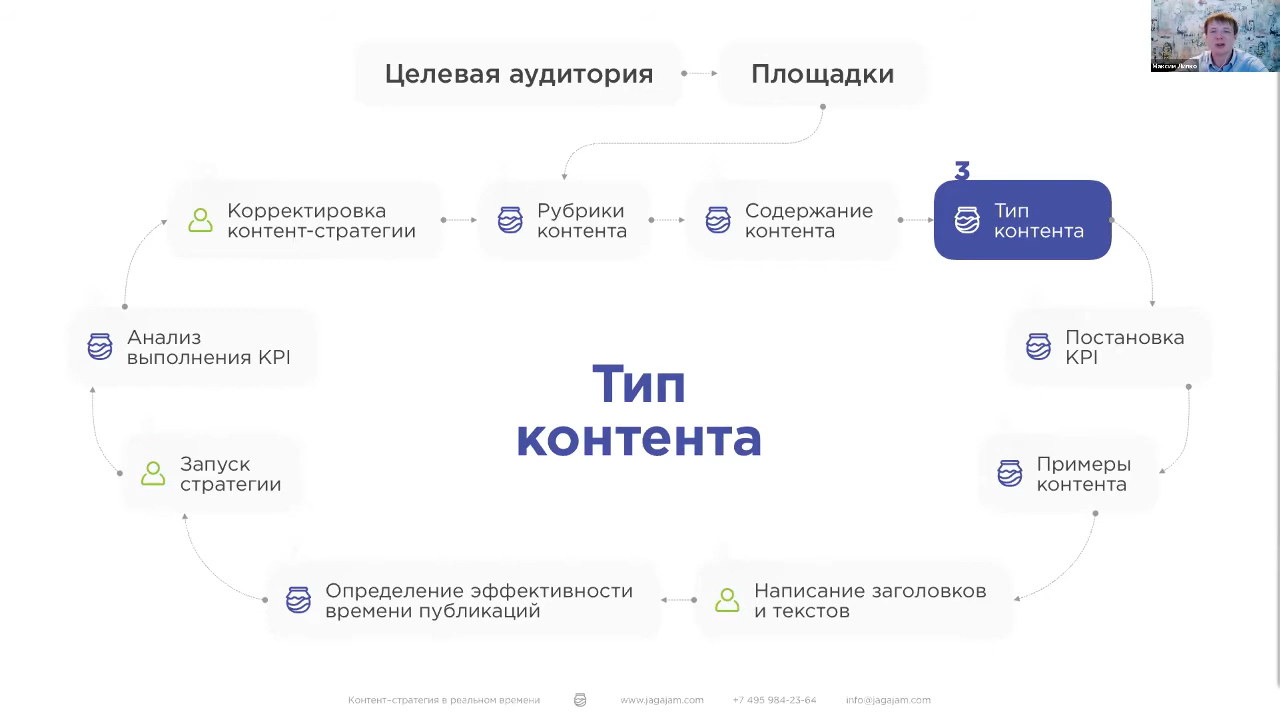 Целевая аудитория
Площадки
Максим Липко
3
Корректировка
контент-стратегии
Рубрики
контента
Содержание
контента
Тип
контента
Анализ
выполнения KPI
Постановка
KPI
Тип
контента
Запуск
стратегии
Примеры
контента
Определение эффективности
времени публикаций
Написание заголовков
и текстов
Контент-стратегия в реальном времени
www.jagajam.com
+7 495 984-23-64
info@jagajam.com